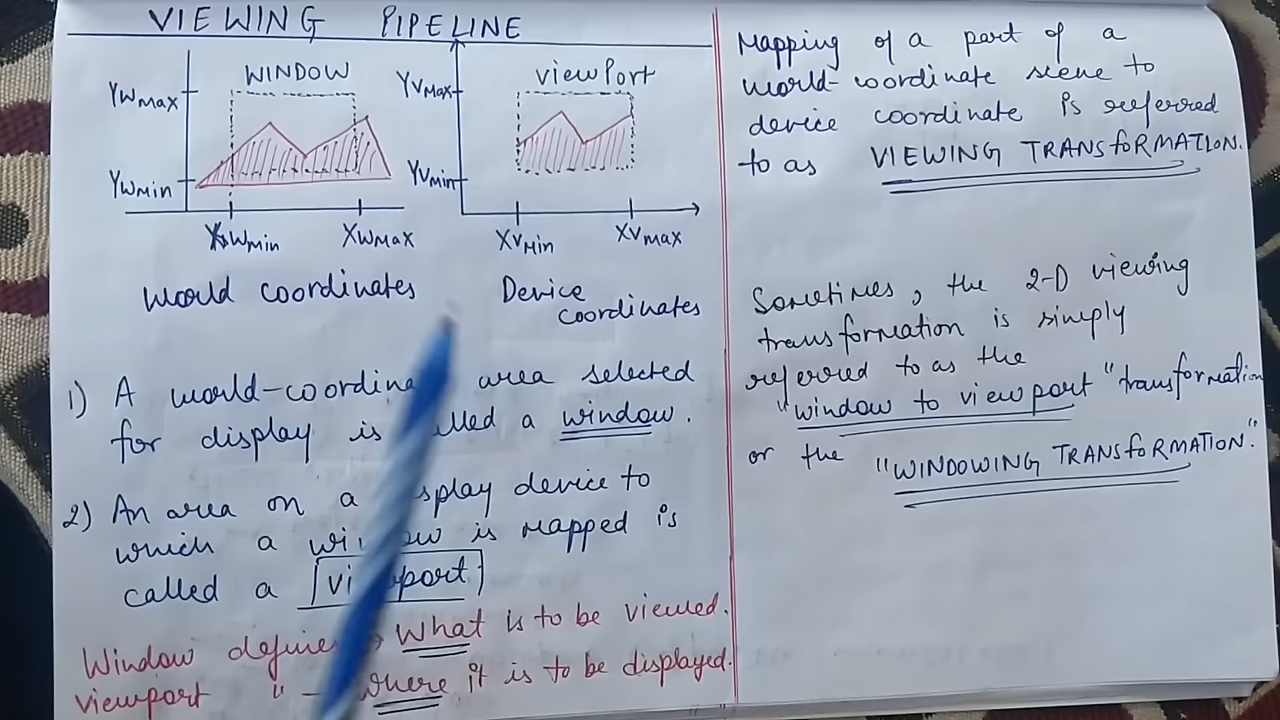 VIEWING PIPELINE
WINDOW
YwMax
YwMin
XwMin
XwMax
World coordinates
viewPort
YvMax
YvMin
XvMin
Xvmax
Device
coordinates
1) A world-coordina area selected
for display is called a window.
2) An area on a display device to
which a window is mapped is
called a viewport
Window define What is to be viewed.
viewport " - where it is to be displayed.
Mapping of a part of a
world-coordinate scene to
device coordinate is referred
to as VIEWING TRANSFORMATION.
Sometimes, the 2-D viewing
transformation is simply
referred to as the
"window to viewport "transformation
or the "WINDOWING TRANSFORMATION."